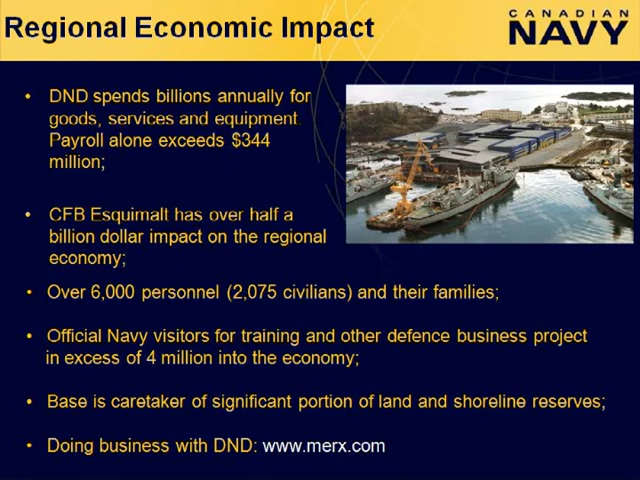 Regional Economic Impact
CANADIAN
NAVY
• DND spends billions annually for
goods, services and equipment.
Payroll alone exceeds $344
million;
• CFB Esquimalt has over half a
billion dollar impact on the regional
economy;
• Over 6,000 personnel (2,075 civilians) and their families;
• Official Navy visitors for training and other defence business project
in excess of 4 million into the economy;
• Base is caretaker of significant portion of land and shoreline reserves;
• Doing business with DND: www.merx.com